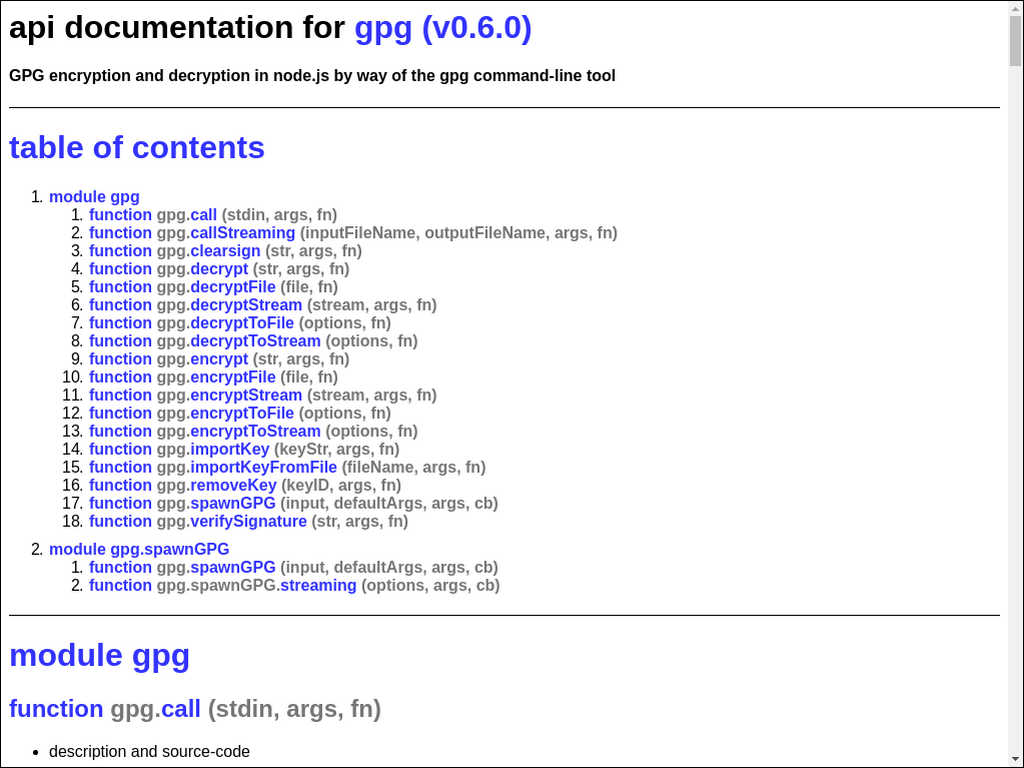 api documentation for gpg (v0.6.0)
GPG encryption and decryption in node.js by way of the gpg command-line tool
table of contents
1. module gpg
1. function gpg.call (stdin, args, fn)
2. function gpg.callStreaming (inputFileName, outputFileName, args, fn)
3. function gpg.clearsign (str, args, fn)
4. function gpg.decrypt (str, args, fn)
5. function gpg.decryptFile (file, fn)
6. function gpg.decryptStream (stream, args, fn)
7. function gpg.decryptToFile (options, fn)
8. function gpg.decryptToStream (options, fn)
9. function gpg.encrypt (str, args, fn)
10. function gpg.encryptFile (file, fn)
11. function gpg.encryptStream (stream, args, fn)
12. function gpg.encryptToFile (options, fn)
13. function gpg.encryptToStream (options, fn)
14. function gpg.importKey (keyStr, args, fn)
15. function gpg.importKeyFromFile (fileName, args, fn)
16. function gpg.removeKey (keyID, args, fn)
17. function gpg.spawnGPG (input, defaultArgs, args, cb)
18. function gpg.verifySignature (str, args, fn)
2. module gpg.spawnGPG
1. function gpg.spawnGPG (input, defaultArgs, args, cb)
2. function gpg.spawnGPG.streaming (options, args, cb)
module gpg
function gpg.call (stdin, args, fn)
• description and source-code